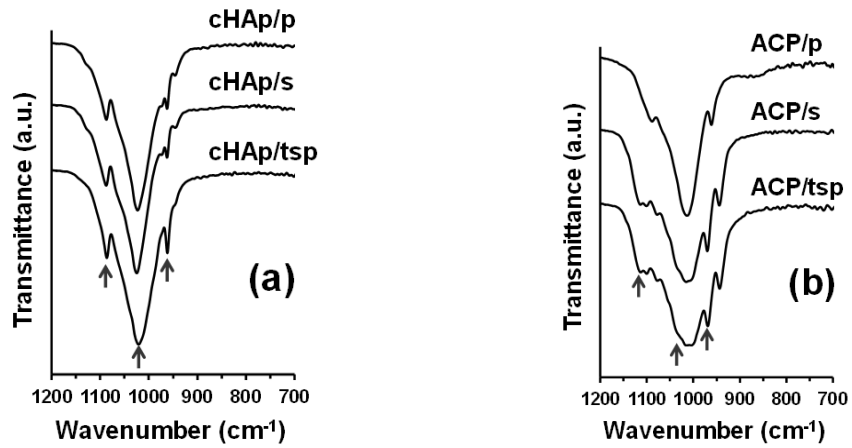 cHAp/p
cHAp/s
cHAp/tsp
(a)
Transmittance (a.u.)
1200 1100 1000 900 800 700
Wavenumber (cm-1)
ACP/p
ACP/s
ACP/tsp
(b)
Transmittance (a.u.)
1200 1100 1000 900 800 700
Wavenumber (cm-1)